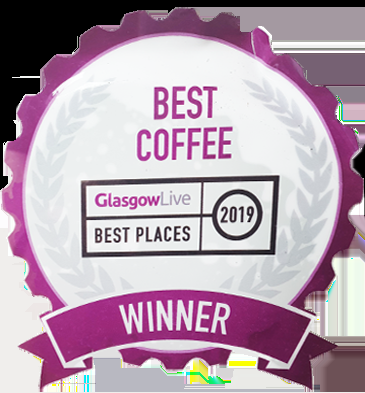 BEST
COFFEE
GlasgowLive
2019
BEST PLACES
WINNER